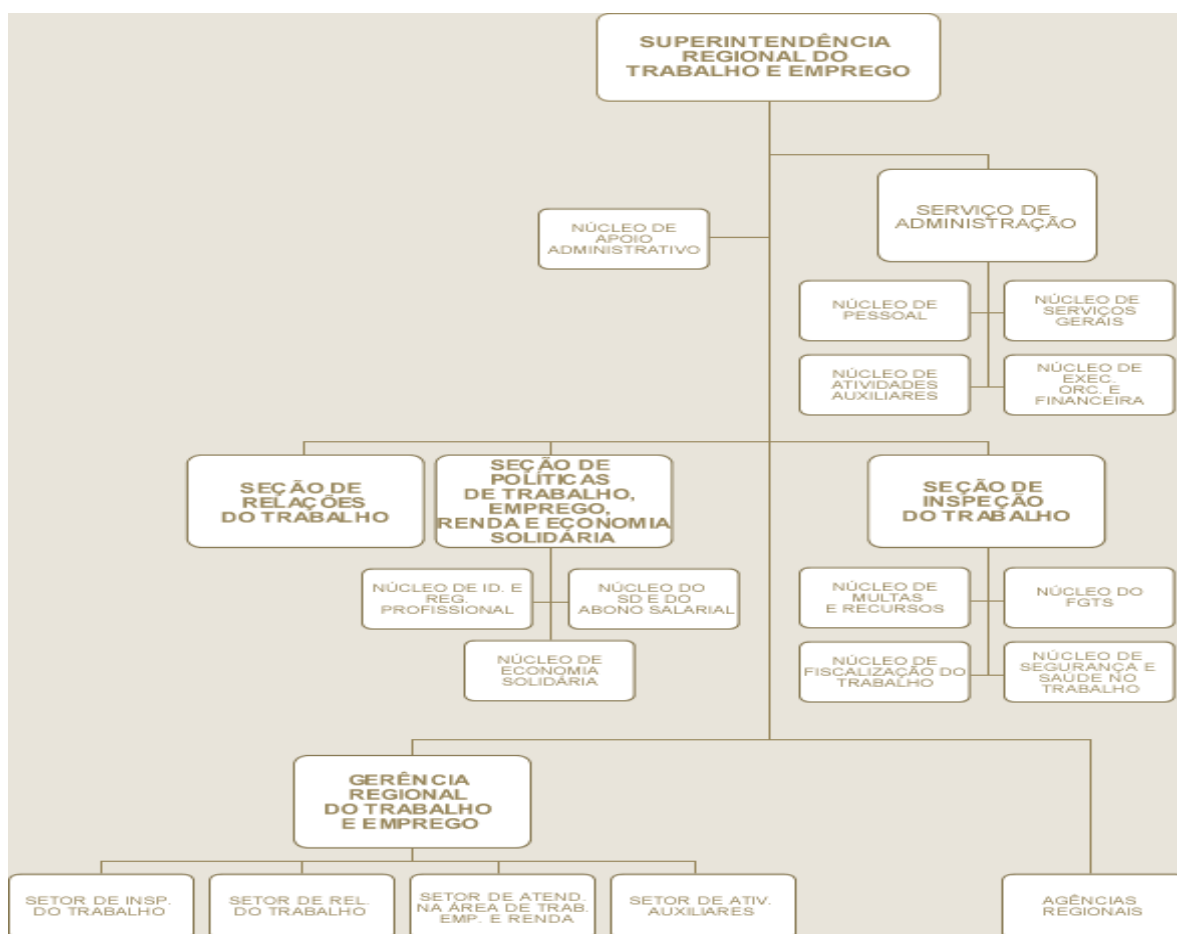 SUPERINTENDÊNCIA
REGIONAL DO
TRABALHO E EMPREGO
SERVIÇO DE
ADMINISTRAÇÃO
NÚCLEO DE
APOIO
ADMINISTRATIVO
NÚCLEO DE
PESSOAL
NÚCLEO DE
SERVIÇOS
GERAIS
NÚCLEO DE
ATIVIDADES
AUXILIARES
NÚCLEO DE
EXEC.
ORC. E
FINANCEIRA
SEÇÃO DE
RELAÇÕES
DO TRABALHO
SEÇÃO DE
POLÍTICAS
DE TRABALHO,
EMPREGO,
RENDA E ECONOMIA
SOLIDÁRIA
SEÇÃO DE
INSPEÇÃO
DO TRABALHO
NÚCLEO DE ID. E
REG.
PROFISSIONAL
NÚCLEO DO
SD E DO
ABONO SALARIAL
NÚCLEO DE
ECONOMIA
SOLIDÁRIA
NÚCLEO DE
MULTAS
E RECURSOS
NÚCLEO DO
FGTS
NÚCLEO DE
FISCALIZAÇÃO DO
TRABALHO
NÚCLEO DE
SEGURANÇA E
SAÚDE NO
TRABALHO
GERÊNCIA
REGIONAL
DO TRABALHO
E EMPREGO
SETOR DE INSP.
DO TRABALHO
SETOR DE REL.
DO TRABALHO
SETOR DE ATEND.
NA ÁREA DE TRAB.
EMP. E RENDA
SETOR DE ATIV.
AUXILIARES
AGÊNCIAS
REGIONAIS